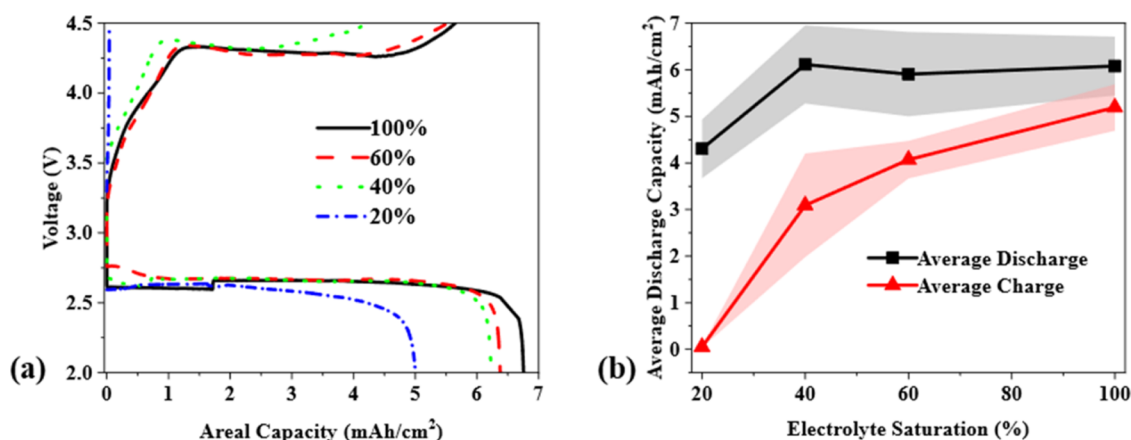 4.5
4.0
3.5
3.0
2.5
2.0
Voltage (V)
100%
60%
40%
20%
0 1 2 3 4 5 6 7
Areal Capacity (mAh/cm²)
(a)
7
6
5
4
3
2
1
0
Average Discharge Capacity (mAh/cm²)
Average Discharge
Average Charge
20 40 60 80 100
Electrolyte Saturation (%)
(b)